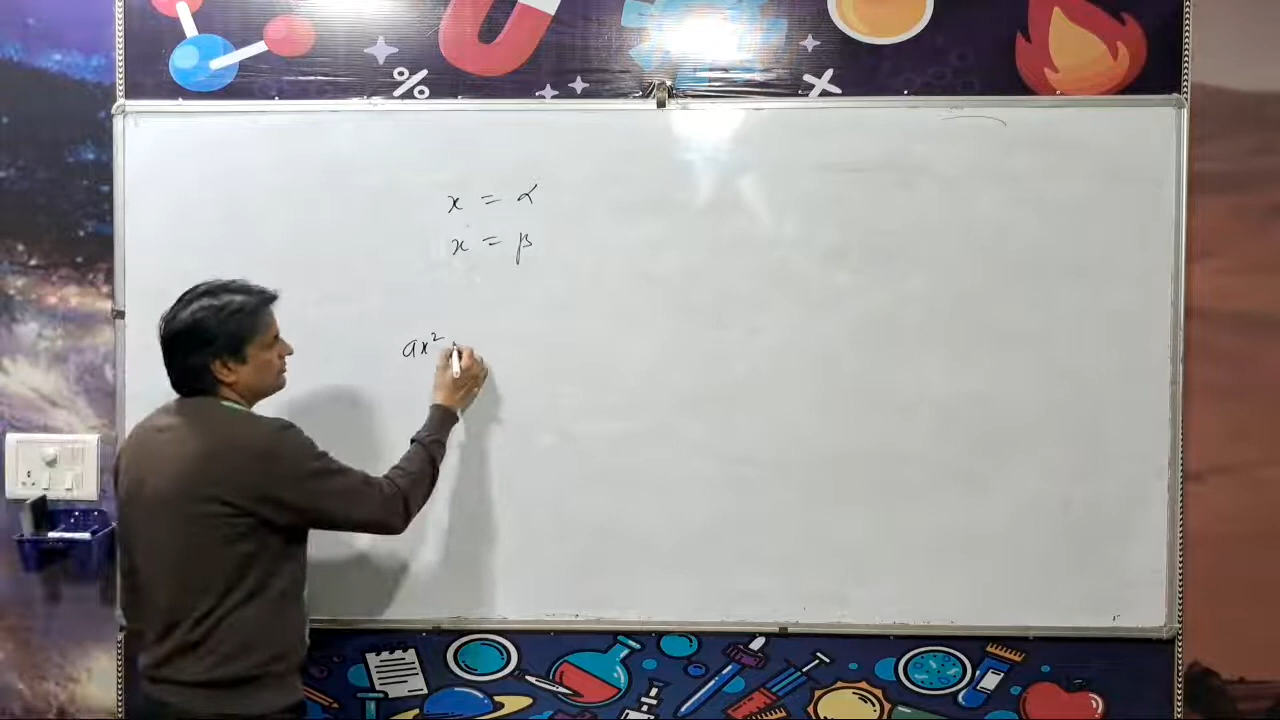 x = α
x = β
ax²